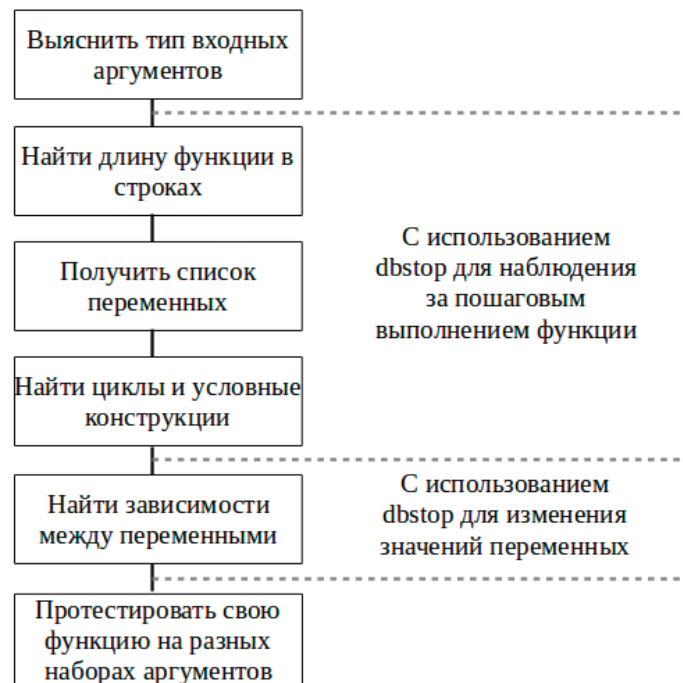 Выяснить тип входных
аргументов
Найти длину функции в
строках
Получить список
переменных
Найти циклы и условные
конструкции
С использованием
dbstop для наблюдения
за пошаговым
выполнением функции
Найти зависимости
между переменными
С использованием
dbstop для изменения
значений переменных
Протестировать свою
функцию на разных
наборах аргументов